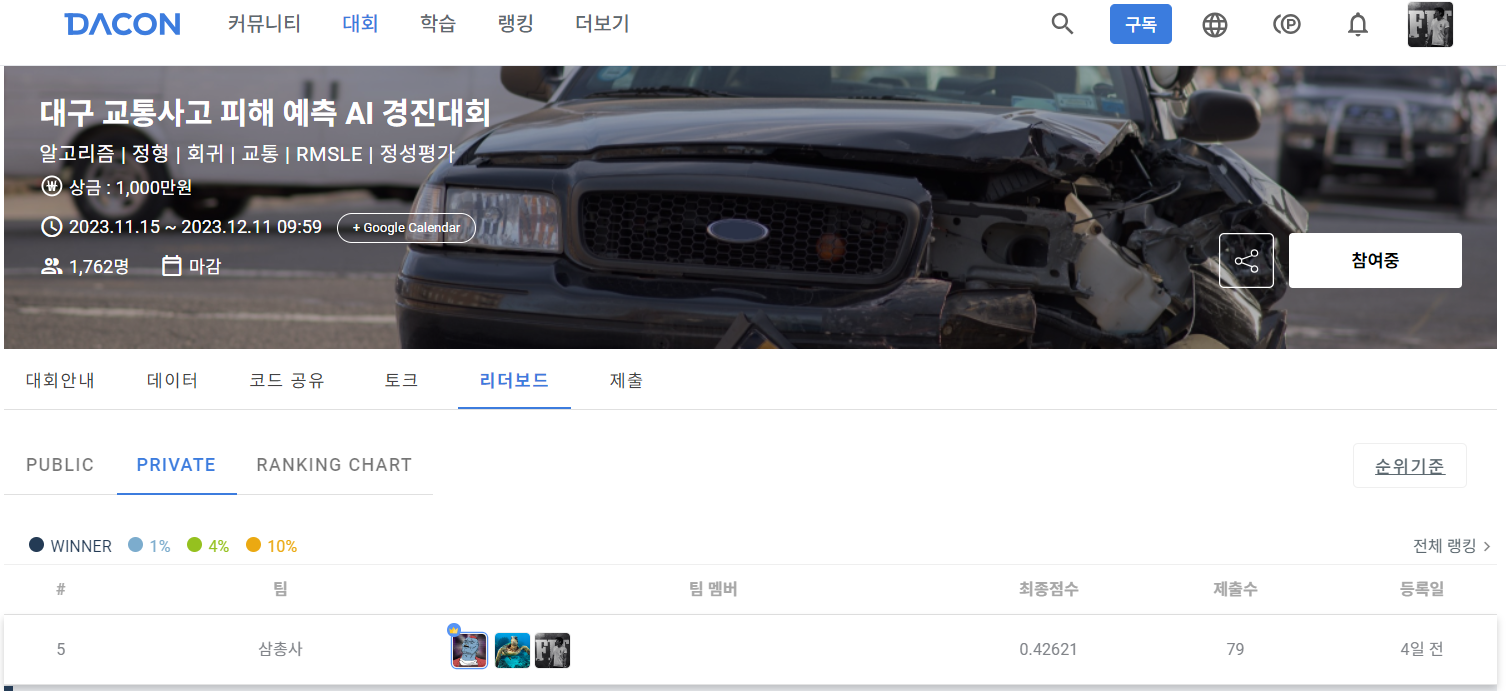 DACON 커뮤니티 대회 학습 랭킹 더보기 구독
대구 교통사고 피해 예측 AI 경진대회
알고리즘 | 정형 | 회귀 | 교통 | RMSLE | 정성평가
상금 : 1,000만원
2023.11.15 ~ 2023.12.11 09:59 + Google Calendar
1,762명 마감
참여중
대회안내 데이터 코드 공유 토크 리더보드 제출
PUBLIC PRIVATE RANKING CHART 순위기준
WINNER 1% 4% 10% 전체 랭킹 >
# 팀 팀 멤버 최종점수 제출수 등록일
5 삼총사 0.42621 79 4일 전